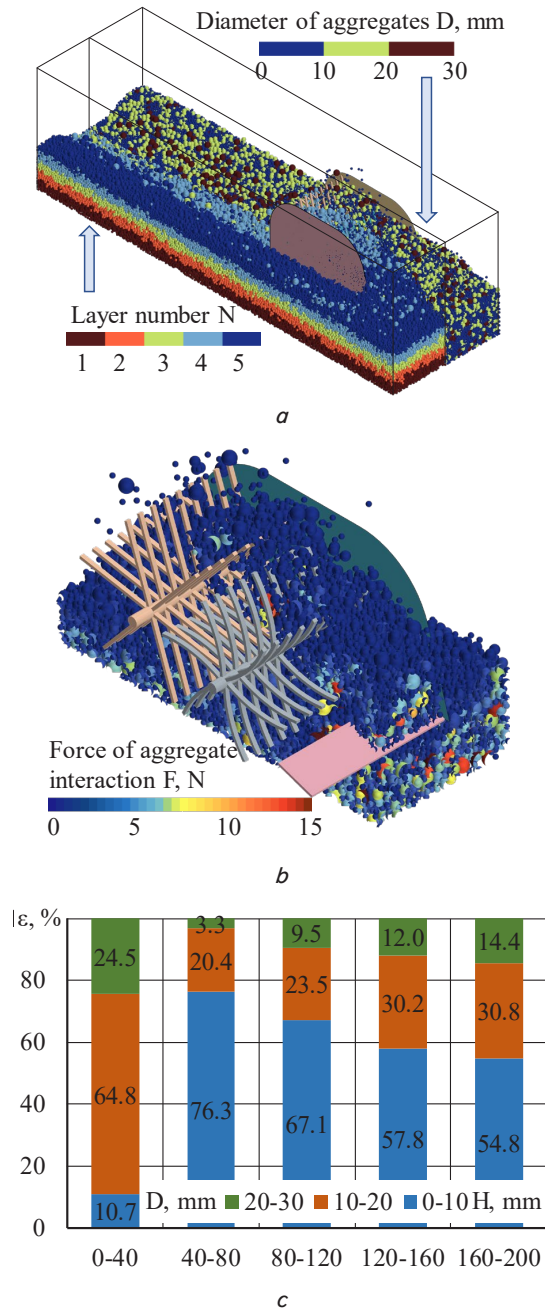 Diameter of aggregates D, mm
0 10 20 30
Layer number N
1 2 3 4 5
a
Force of aggregate
interaction F, N
0 5 10 15
b
ε, %
24.5 3.3 9.5 12.0 14.4
80
20.4 23.5 30.2 30.8
60
64.8
40
76.3 67.1 57.8 54.8
20
D, mm 20-30 10-20 0-10 H, mm
10.7
0
0-40 40-80 80-120 120-160 160-200
c